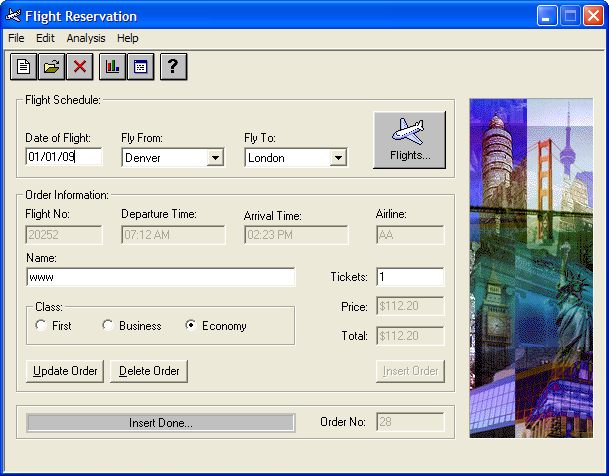 Flight Reservation
File Edit Analysis Help
Flight Schedule:
Date of Flight: Fly From: Fly To:
01/01/09 Denver London Flights...
Order Information:
Flight No: Departure Time: Arrival Time: Airline:
20252 07:12 AM 02:23 PM AA
Name:
www Tickets: 1
Class: Price: $112.20
First Business Economy
Total: $112.20
Update Order Delete Order Insert Order
Insert Done... Order No: 28